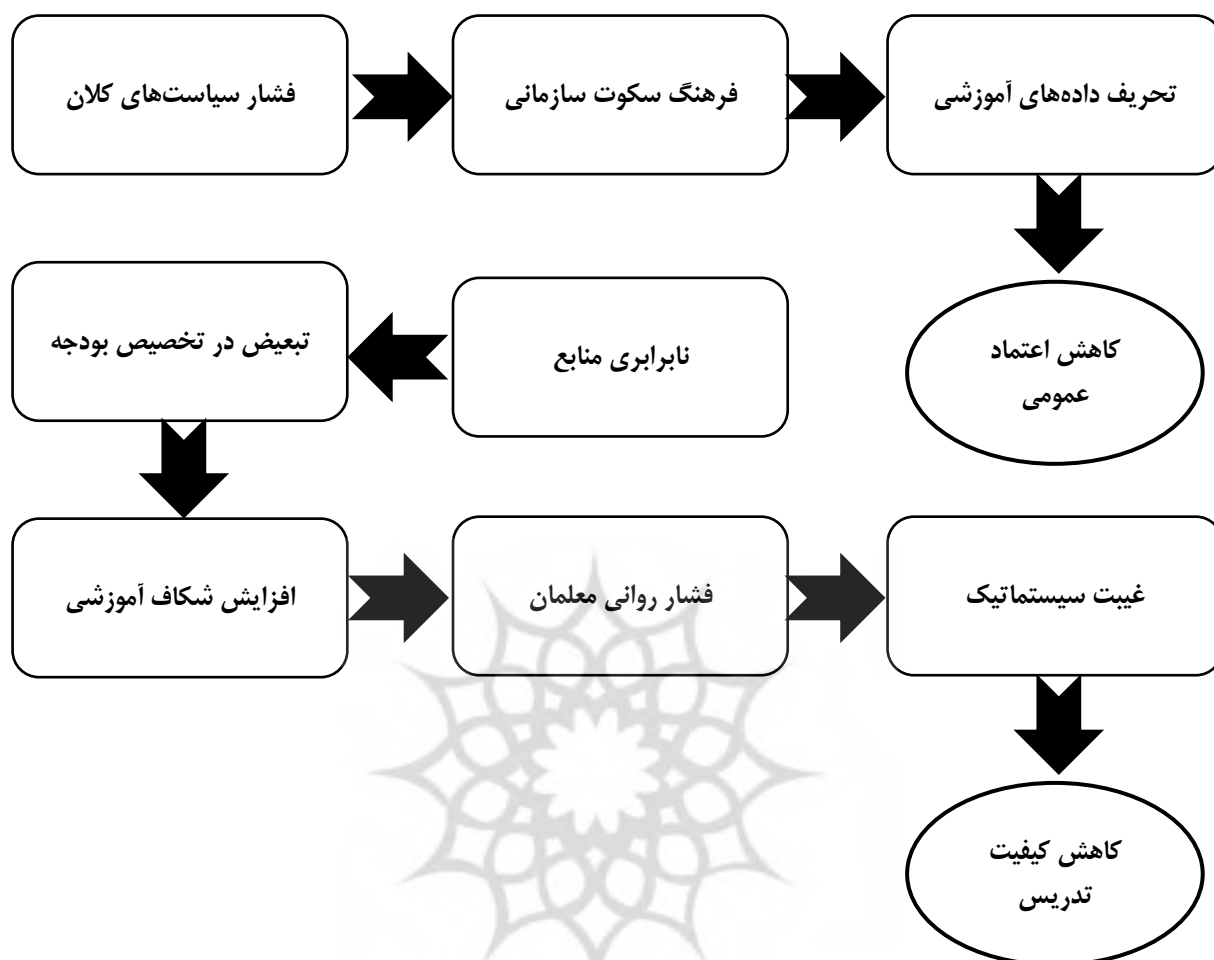 فشار سیاست‌های کلان
فرهنگ سکوت سازمانی
تحریف داده‌های آموزشی
کاهش اعتماد
عمومی
نابرابری منابع
تبعیض در تخصیص بودجه
افزایش شکاف آموزشی
فشار روانی معلمان
غیبت سیستماتیک
کاهش کیفیت
تدریس